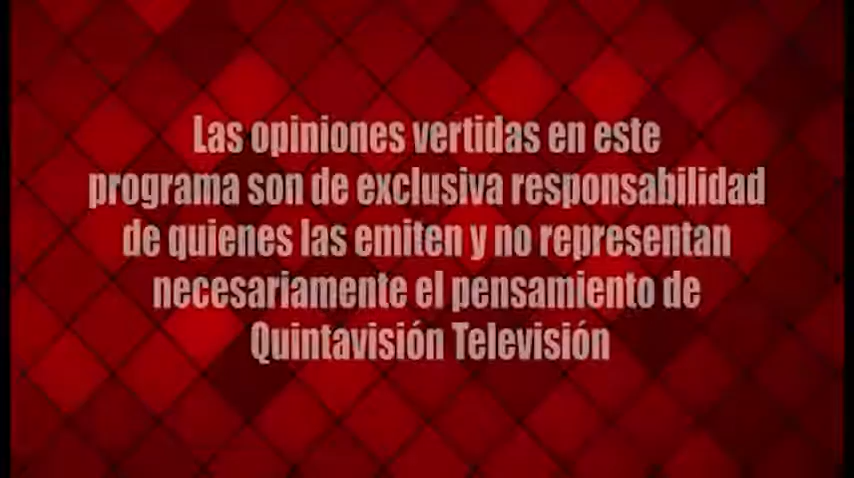 Las opiniones vertidas en este
programa son de exclusiva responsabilidad
de quienes las emiten y no representan
necesariamente el pensamiento de
Quintavisión Televisión